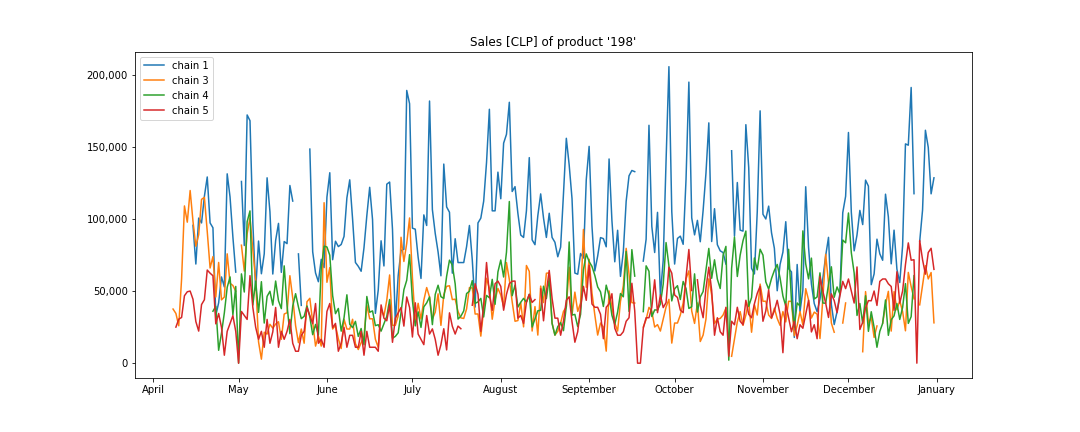 Sales [CLP] of product '198'
chain 1
chain 3
chain 4
chain 5
200,000
150,000
100,000
50,000
0
April May June July August September October November December January